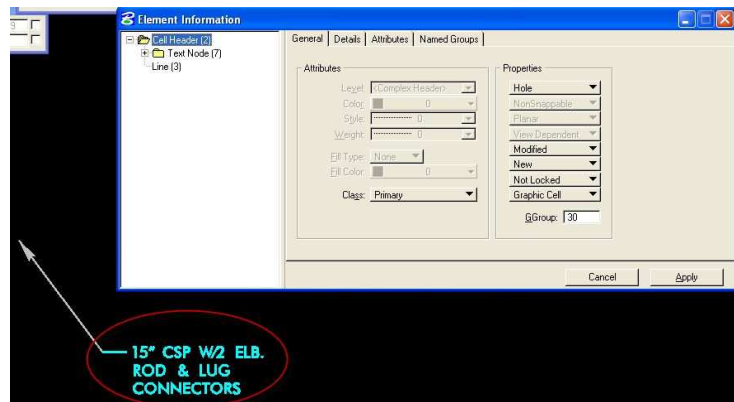 9
Element Information
Cell Header (2)
Text Node (7)
Line (3)
General Details Attributes Named Groups
Attributes
Level: <Complex Header>
Color: 0
Style: 0
Weight: 0
Fill Type: None
Fill Color: 0
Class: Primary
Properties
Hole
NonSnappable
Planar
View Dependent
Modified
New
Not Locked
Graphic Cell
GGroup: 30
Cancel Apply
15" CSP W/2 ELB.
ROD & LUG
CONNECTORS